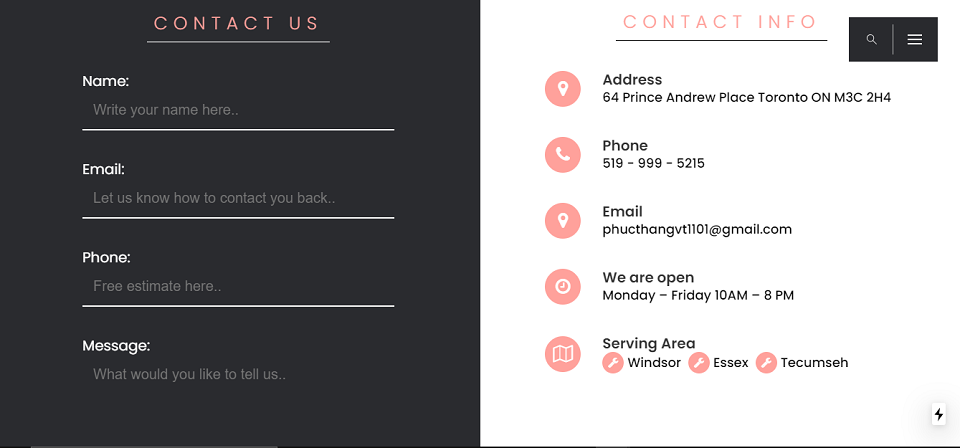 CONTACT US
Name:
Write your name here..
Email:
Let us know how to contact you back..
Phone:
Free estimate here..
Message:
What would you like to tell us..
CONTACT INFO
Address
64 Prince Andrew Place Toronto ON M3C 2H4
Phone
519 - 999 - 5215
Email
phucthangvt1101@gmail.com
We are open
Monday – Friday 10AM – 8 PM
Serving Area
Windsor Essex Tecumseh